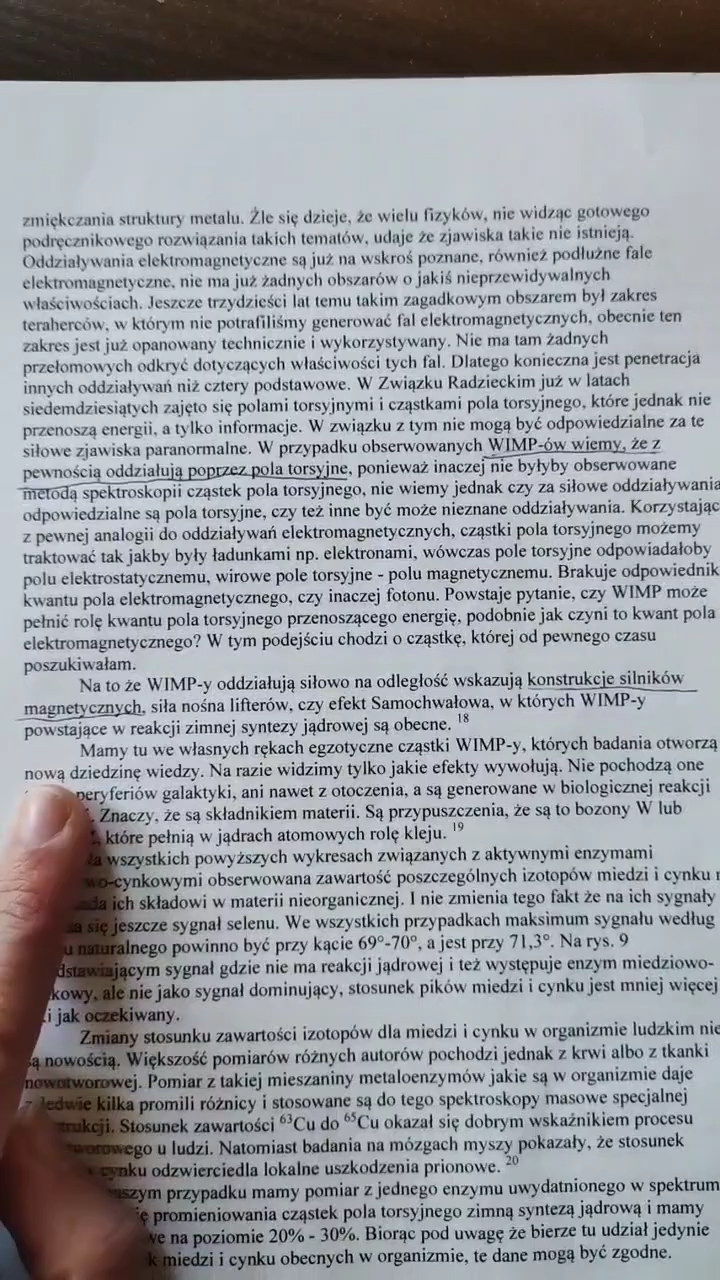 zmiękczania struktury metalu. Źle się dzieje, że wielu fizyków, nie widząc gotowego
podręcznikowego rozwiązania takich tematów, udaje że zjawiska takie nie istnieją.
Oddziaływania elektromagnetyczne są już na wskroś poznane, również podłużne fale
elektromagnetyczne, nie ma już żadnych obszarów o jakiś nieprzewidywalnych
właściwościach. Jeszcze trzydzieści lat temu takim zagadkowym obszarem był zakres
teraherców, w którym nie potrafiliśmy generować fal elektromagnetycznych, obecnie ten
zakres jest już opanowany technicznie i wykorzystywany. Nie ma tam żadnych
przełomowych odkryć dotyczących właściwości tych fal. Dlatego konieczna jest penetracja
innych oddziaływań niż cztery podstawowe. W Związku Radzieckim już w latach
siedemdziesiątych zajęto się polami torsyjnymi i cząstkami pola torsyjnego, które jednak nie
przenoszą energii, a tylko informacje. W związku z tym nie mogą być odpowiedzialne za te
siłowe zjawiska paranormalne. W przypadku obserwowanych WIMP-ów wiemy, że z
pewnością oddziałują poprzez pola torsyjne, ponieważ inaczej nie byłyby obserwowane
metodą spektroskopii cząstek pola torsyjnego, nie wiemy jednak czy za siłowe oddziaływania
odpowiedzialne są pola torsyjne, czy też inne być może nieznane oddziaływania. Korzystając
z pewnej analogii do oddziaływań elektromagnetycznych, cząstki pola torsyjnego możemy
traktować tak jakby były ładunkami np. elektronami, wówczas pole torsyjne odpowiadałoby
polu elektrostatycznemu, wirowe pole torsyjne - polu magnetycznemu. Brakuje odpowiednik
kwantu pola elektromagnetycznego, czy inaczej fotonu. Powstaje pytanie, czy WIMP może
pełnić rolę kwantu pola torsyjnego przenoszącego energię, podobnie jak czyni to kwant pola
elektromagnetycznego? W tym podejściu chodzi o cząstkę, której od pewnego czasu
poszukiwałam.
Na to że WIMP-y oddziałują siłowo na odległość wskazują konstrukcje silników
magnetycznych, siła nośna lifterów, czy efekt Samochwałowa, w których WIMP-y
powstające w reakcji zimnej syntezy jądrowej są obecne. 18
Mamy tu we własnych rękach egzotyczne cząstki WIMP-y, których badania otworzą
nową dziedzinę wiedzy. Na razie widzimy tylko jakie efekty wywołują. Nie pochodzą one
peryferiów galaktyki, ani nawet z otoczenia, a są generowane w biologicznej reakcji
. Znaczy, że są składnikiem materii. Są przypuszczenia, że są to bozony W lub
, które pełnią w jądrach atomowych rolę kleju. 19
wszystkich powyższych wykresach związanych z aktywnymi enzymami
wo-cynkowymi obserwowana zawartość poszczególnych izotopów miedzi i cynku
ich składowi w materii nieorganicznej. I nie zmienia tego fakt że na ich sygnały
się jeszcze sygnał selenu. We wszystkich przypadkach maksimum sygnału według
naturalnego powinno być przy kącie 69°-70°, a jest przy 71,3°. Na rys. 9
dstawiającym sygnał gdzie nie ma reakcji jądrowej i też występuje enzym miedziowo-
kowy, ale nie jako sygnał dominujący, stosunek pików miedzi i cynku jest mniej więcej
i jak oczekiwany.
Zmiany stosunku zawartości izotopów dla miedzi i cynku w organizmie ludzkim nie
są nowością. Większość pomiarów różnych autorów pochodzi jednak z krwi albo z tkanki
nowotworowej. Pomiar z takiej mieszaniny metaloenzymów jakie są w organizmie daje
zledwie kilka promili różnicy i stosowane są do tego spektroskopy masowe specjalnej
strukcji. Stosunek zawartości ⁶³Cu do ⁶⁵Cu okazał się dobrym wskaźnikiem procesu
tworowego u ludzi. Natomiast badania na mózgach myszy pokazały, że stosunek
cynku odzwierciedla lokalne uszkodzenia prionowe. 20
szym przypadku mamy pomiar z jednego enzymu uwydatnionego w spektrum
promieniowania cząstek pola torsyjnego zimną syntezą jądrową i mamy
we na poziomie 20% - 30%. Biorąc pod uwagę że bierze tu udział jedynie
k miedzi i cynku obecnych w organizmie, te dane mogą być zgodne.